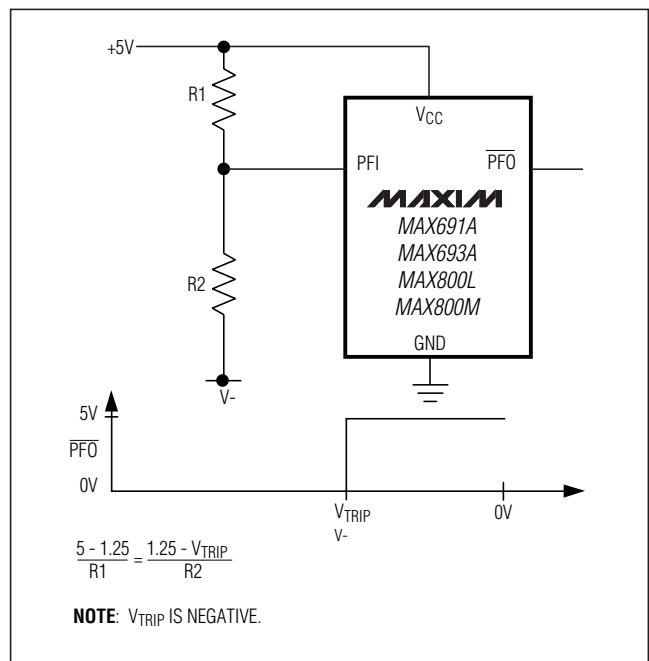 +5V
R1
VCC
PFI
PFO
MAXIM
MAX691A
MAX693A
MAX800L
MAX800M
R2
GND
V-
5V
PFO
0V
VTRIP
0V
V-
5 - 1.25
R1
=
1.25 - VTRIP
R2
NOTE: VTRIP IS NEGATIVE.